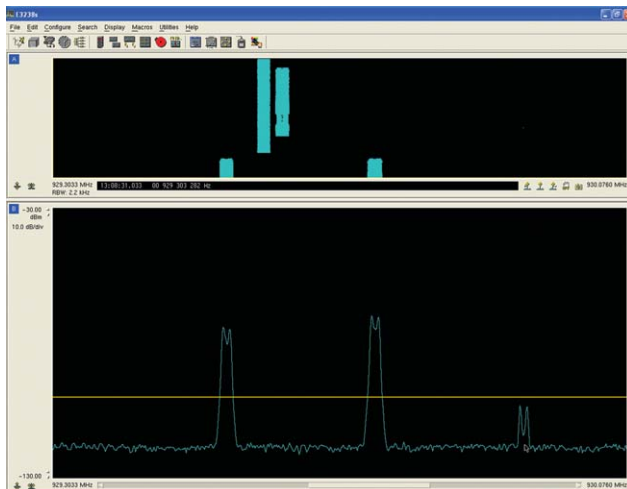 E3238s
File Edit Configure Search Display Macros Utilities Help
A
929.3033 MHz 13:08:31.033 00 929 303 282 Hz 930.0760 MHz
RBW: 2.2 kHz
B -30.00
dBm
10.0 dB/div
-130.00
929.3033 MHz 930.0760 MHz